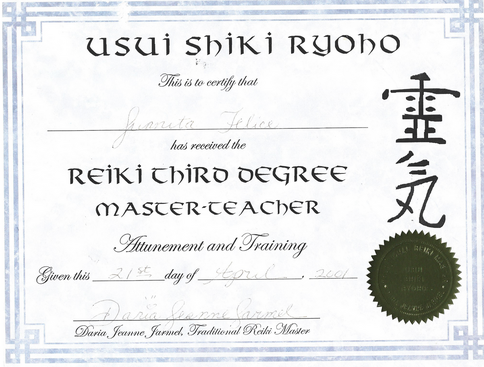 USUI SHIKI RYOHO
This is to certify that
Juanita Felice
has received the
REIKI THIRD DEGREE
MASTER-TEACHER
Attunement and Training
Given this 21st day of April, 2001
Daria Jeanne Jarmel
Daria Jeanne Jarmel, Traditional Reiki Master
靈
気